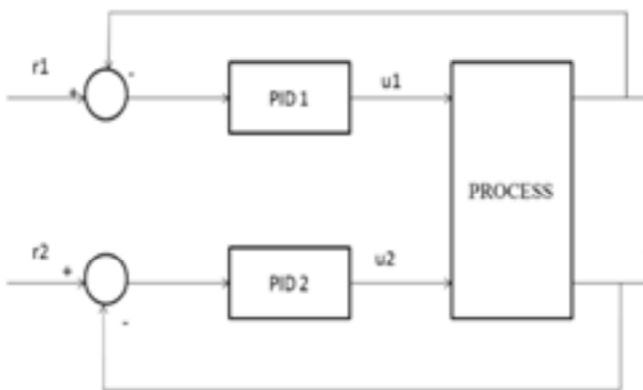 r1
+
-
PID 1
u1
PROCESS
r2
+
-
PID 2
u2